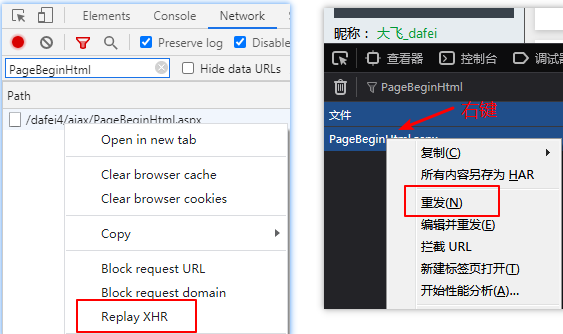 Elements
Console
Network
Preserve log
Disable
PageBeginHtml
Hide data URLs
Path
/dafei4/ajax/PageBeginHtml.aspx
Open in new tab
Clear browser cache
Clear browser cookies
Copy
Block request URL
Block request domain
Replay XHR
昵称： 大飞_dafei
查看器
控制台
调试
PageBeginHtml
文件
右键
PageBeginHtml.aspx
复制(C)
所有内容另存为 HAR
重发(N)
编辑并重发(E)
拦截 URL
新建标签页打开(T)
开始性能分析(A)...